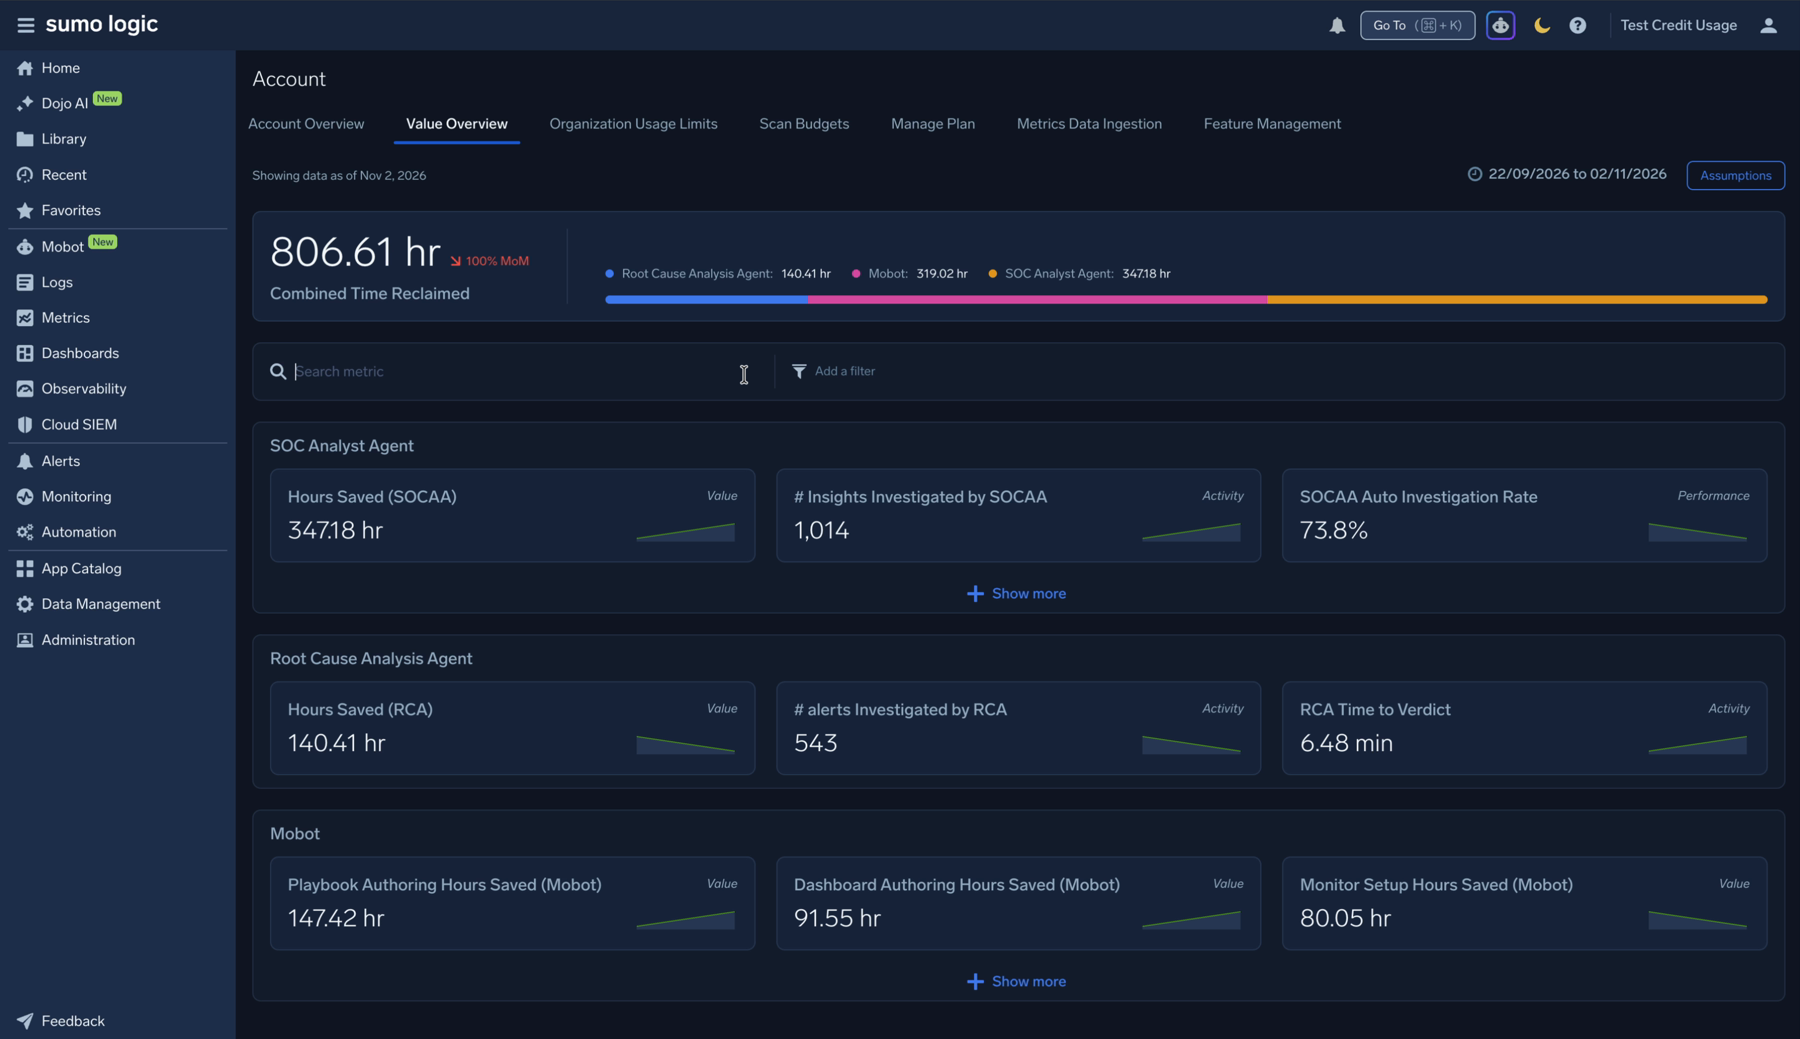 sumo logic
Go To (⌘ + K)
Test Credit Usage
Home
Dojo AI New
Library
Recent
Favorites
Mobot New
Logs
Metrics
Dashboards
Observability
Cloud SIEM
Alerts
Monitoring
Automation
App Catalog
Data Management
Administration
Feedback
Account
Account Overview Value Overview Organization Usage Limits Scan Budgets Manage Plan Metrics Data Ingestion Feature Management
Showing data as of Nov 2, 2026
22/09/2026 to 02/11/2026
Assumptions
806.61 hr 100% MoM
Combined Time Reclaimed
Root Cause Analysis Agent: 140.41 hr Mobot: 319.02 hr SOC Analyst Agent: 347.18 hr
Search metric
Add a filter
SOC Analyst Agent
Hours Saved (SOCAA) Value
347.18 hr
# Insights Investigated by SOCAA Activity
1,014
SOCAA Auto Investigation Rate Performance
73.8%
Show more
Root Cause Analysis Agent
Hours Saved (RCA) Value
140.41 hr
# alerts Investigated by RCA Activity
543
RCA Time to Verdict Activity
6.48 min
Mobot
Playbook Authoring Hours Saved (Mobot) Value
147.42 hr
Dashboard Authoring Hours Saved (Mobot) Value
91.55 hr
Monitor Setup Hours Saved (Mobot) Value
80.05 hr
Show more